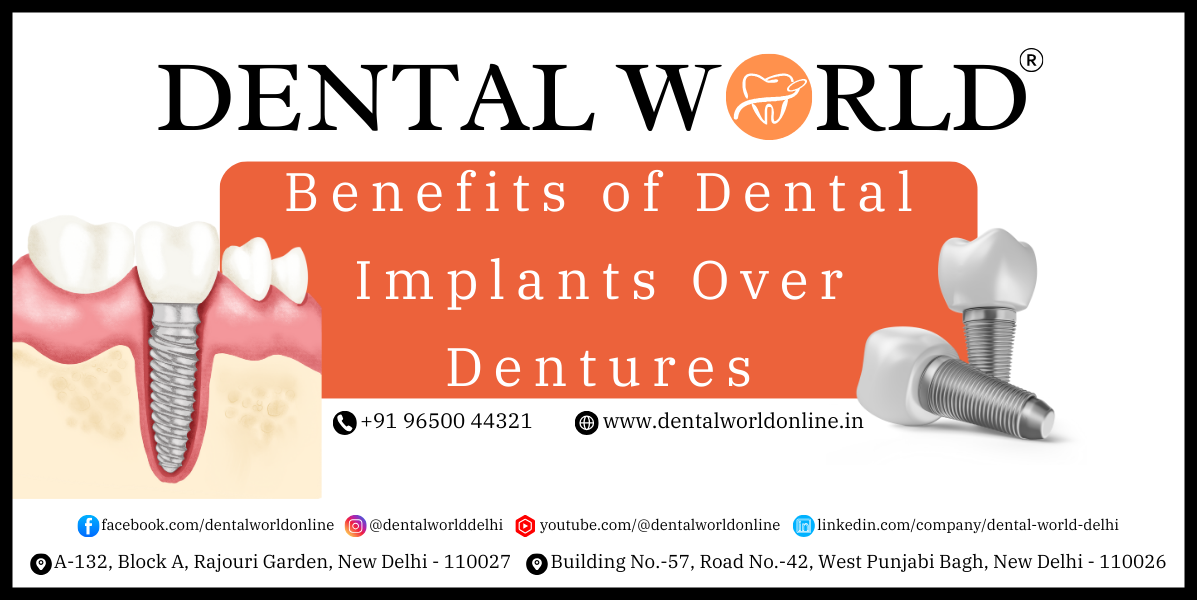 DENTAL WORLD®
Benefits of Dental
Implants Over
Dentures
+91 96500 44321 www.dentalworldonline.in
facebook.com/dentalworldonline @dentalworlddelhi youtube.com/@dentalworldonline linkedin.com/company/dental-world-delhi
A-132, Block A, Rajouri Garden, New Delhi - 110027 Building No.-57, Road No.-42, West Punjabi Bagh, New Delhi - 110026